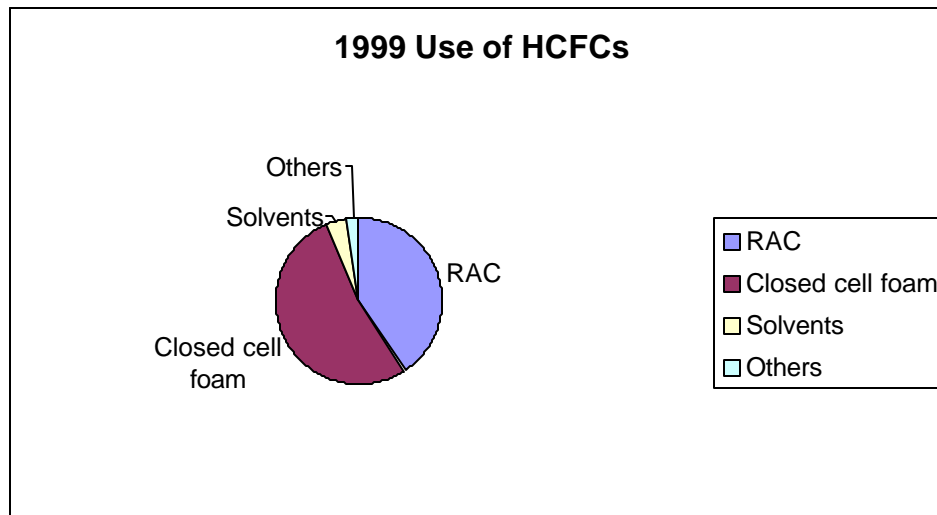 1999 Use of HCFCs
Others
Solvents
RAC
Closed cell
foam
RAC
Closed cell foam
Solvents
Others